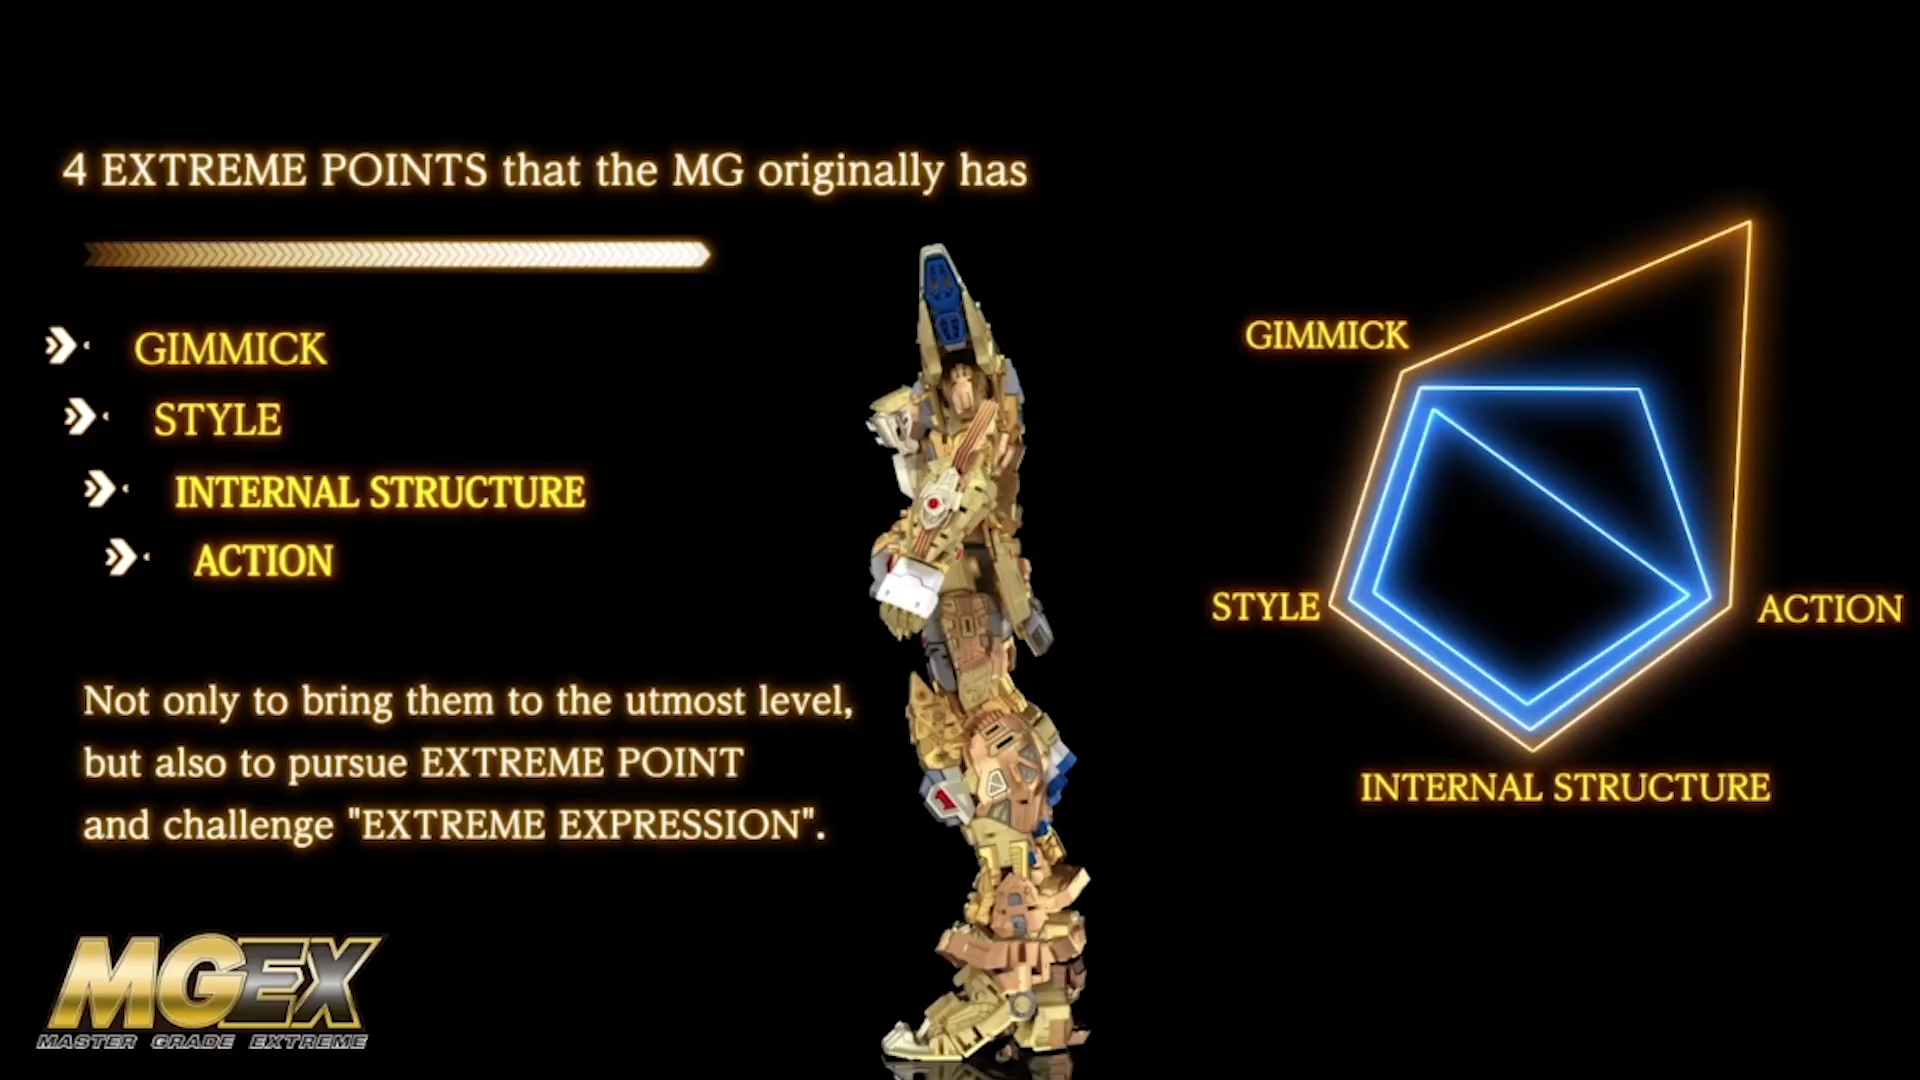 4 EXTREME POINTS that the MG originally has
GIMMICK
STYLE
INTERNAL STRUCTURE
ACTION
Not only to bring them to the utmost level,
but also to pursue EXTREME POINT
and challenge "EXTREME EXPRESSION".
MGEX
MASTER GRADE EXTREME
GIMMICK
STYLE
ACTION
INTERNAL STRUCTURE